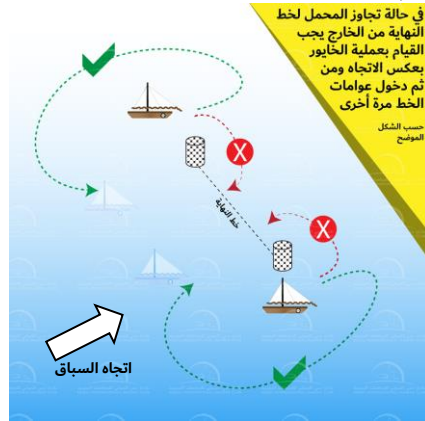 في حالة تجاوز المحمل لخط
النهاية من الخارج يجب
القيام بعملية الخايور
بعكس الاتجاه ومن
ثم دخول عوامات
الخط مرة أخرى
حسب الشكل
الموضح
X
خط النهاية
X
اتجاه السباق